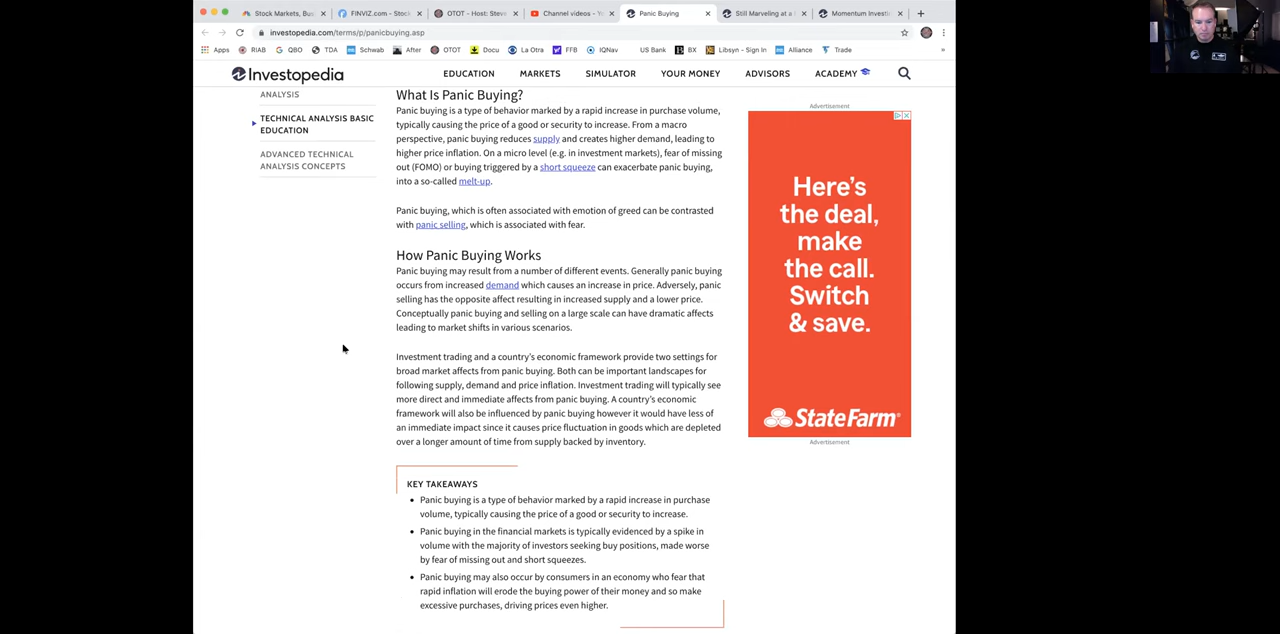 Stock Markets, Bus
FINVIZ.com - Stock
OTOT - Host: Steve
Channel videos - Yo
Panic Buying
Still Marveling at a
Momentum Investi
investopedia.com/terms/p/panicbuying.asp
Apps RIAB QBO TDA Schwab After OTOT Docu La Otra FFB IQNav US Bank BX Libsyn - Sign In Alliance Trade »
Investopedia
EDUCATION MARKETS SIMULATOR YOUR MONEY ADVISORS ACADEMY
ANALYSIS
TECHNICAL ANALYSIS BASIC
EDUCATION
ADVANCED TECHNICAL
ANALYSIS CONCEPTS
What Is Panic Buying?
Panic buying is a type of behavior marked by a rapid increase in purchase volume,
typically causing the price of a good or security to increase. From a macro
perspective, panic buying reduces supply and creates higher demand, leading to
higher price inflation. On a micro level (e.g. in investment markets), fear of missing
out (FOMO) or buying triggered by a short squeeze can exacerbate panic buying,
into a so-called melt-up.
Panic buying, which is often associated with emotion of greed can be contrasted
with panic selling, which is associated with fear.
How Panic Buying Works
Panic buying may result from a number of different events. Generally panic buying
occurs from increased demand which causes an increase in price. Adversely, panic
selling has the opposite affect resulting in increased supply and a lower price.
Conceptually panic buying and selling on a large scale can have dramatic affects
leading to market shifts in various scenarios.
Investment trading and a country's economic framework provide two settings for
broad market affects from panic buying. Both can be important landscapes for
following supply, demand and price inflation. Investment trading will typically see
more direct and immediate affects from panic buying. A country's economic
framework will also be influenced by panic buying however it would have less of
an immediate impact since it causes price fluctuation in goods which are depleted
over a longer amount of time from supply backed by inventory.
KEY TAKEAWAYS
• Panic buying is a type of behavior marked by a rapid increase in purchase
volume, typically causing the price of a good or security to increase.
• Panic buying in the financial markets is typically evidenced by a spike in
volume with the majority of investors seeking buy positions, made worse
by fear of missing out and short squeezes.
• Panic buying may also occur by consumers in an economy who fear that
rapid inflation will erode the buying power of their money and so make
excessive purchases, driving prices even higher.
Advertisement
Here's
the deal,
make
the call.
Switch
& save.
StateFarm®
Advertisement